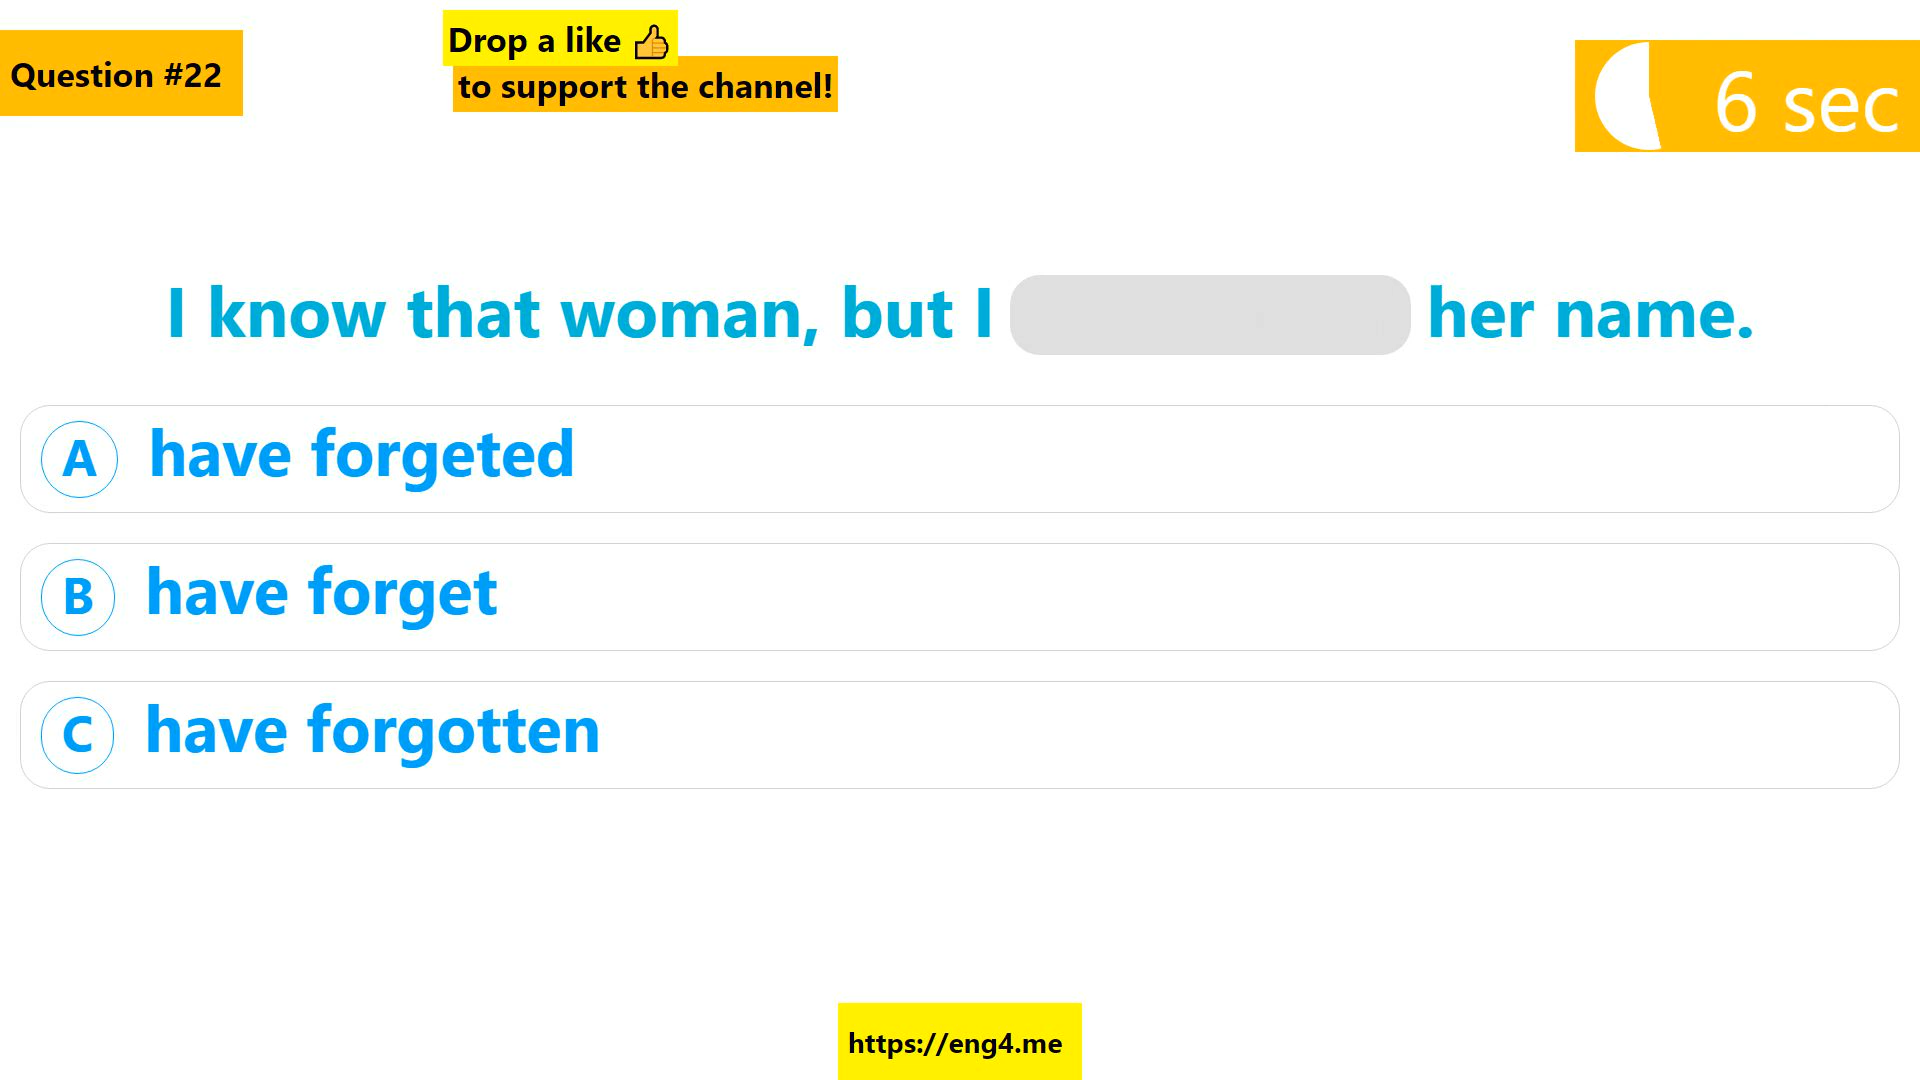 Question #22
Drop a like 👍
to support the channel!
6 sec
I know that woman, but I her name.
A have forgeted
B have forget
C have forgotten
https://eng4.me